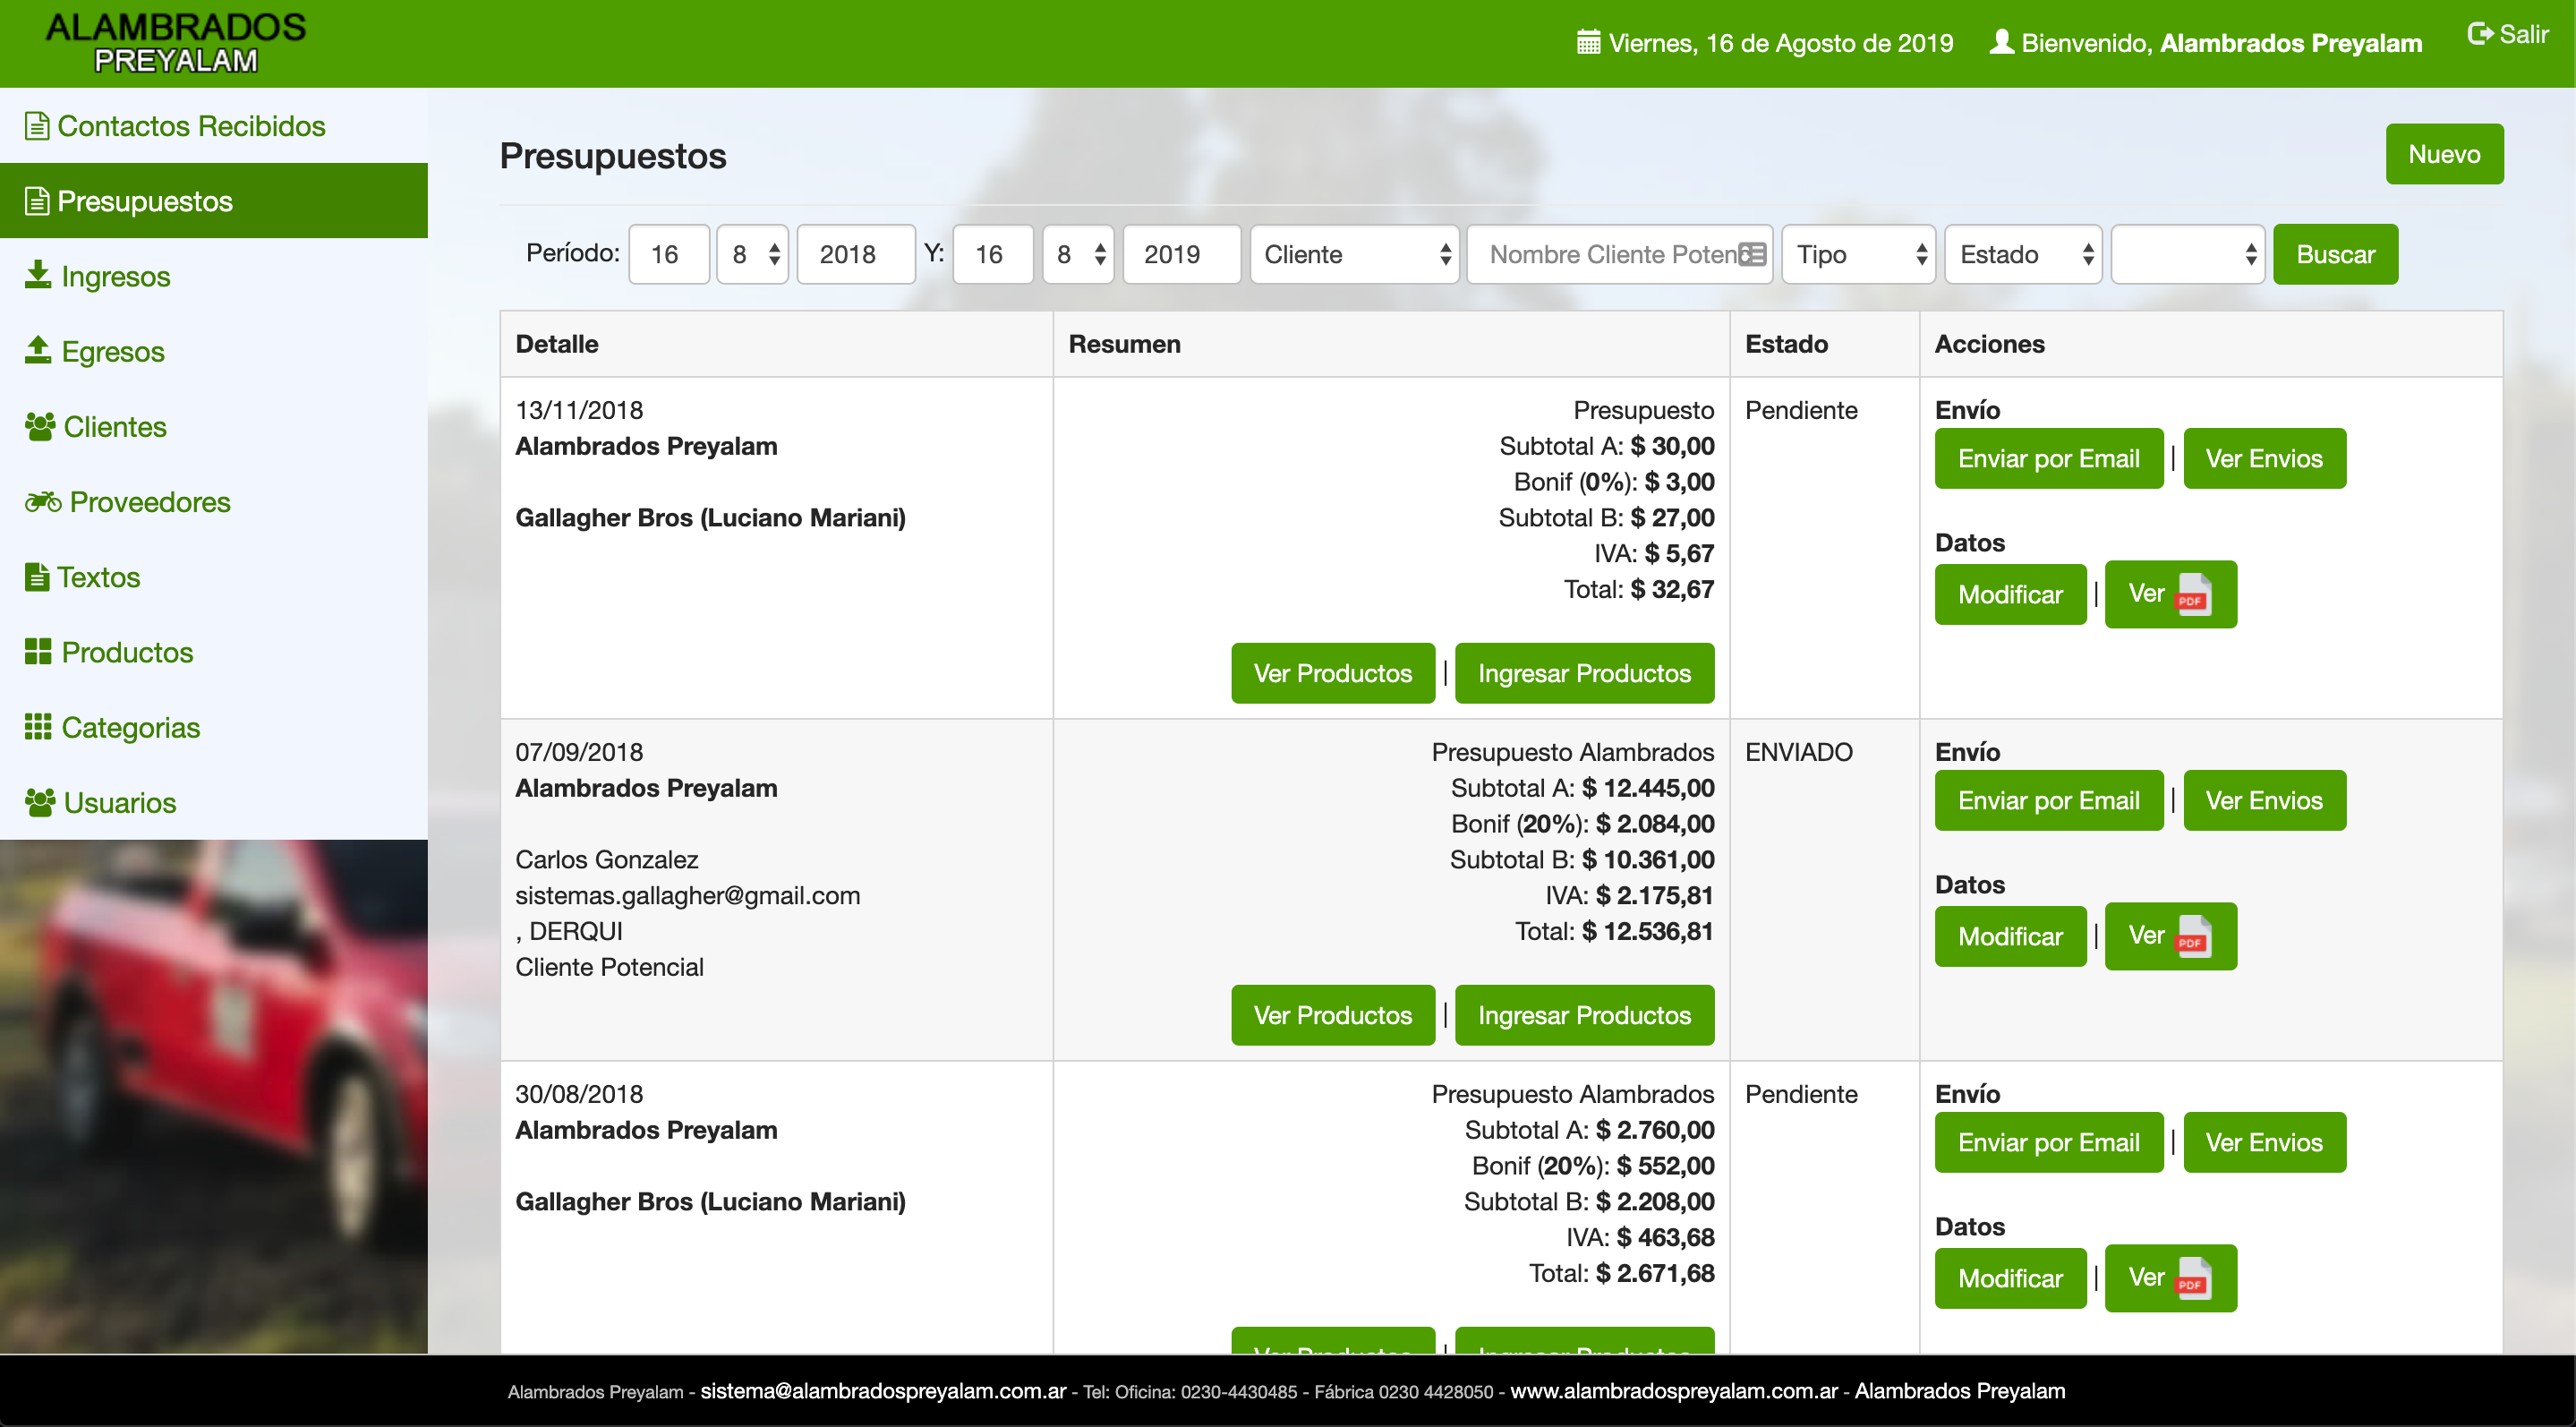 ALAMBRADOS
PREYALAM
Viernes, 16 de Agosto de 2019
Bienvenido, Alambrados Preyalam
Salir
Contactos Recibidos
Presupuestos
Ingresos
Egresos
Clientes
Proveedores
Textos
Productos
Categorias
Usuarios
Presupuestos
Nuevo
Período: 16 8 2018 Y: 16 8 2019 Cliente Nombre Cliente Poten Tipo Estado Buscar
Detalle Resumen Estado Acciones
13/11/2018
Alambrados Preyalam
Gallagher Bros (Luciano Mariani)
Presupuesto
Subtotal A: $ 30,00
Bonif (0%): $ 3,00
Subtotal B: $ 27,00
IVA: $ 5,67
Total: $ 32,67
Ver Productos | Ingresar Productos
Pendiente
Envío
Enviar por Email | Ver Envios
Datos
Modificar | Ver PDF
07/09/2018
Alambrados Preyalam
Carlos Gonzalez
sistemas.gallagher@gmail.com
, DERQUI
Cliente Potencial
Presupuesto Alambrados
Subtotal A: $ 12.445,00
Bonif (20%): $ 2.084,00
Subtotal B: $ 10.361,00
IVA: $ 2.175,81
Total: $ 12.536,81
Ver Productos | Ingresar Productos
ENVIADO
Envío
Enviar por Email | Ver Envios
Datos
Modificar | Ver PDF
30/08/2018
Alambrados Preyalam
Gallagher Bros (Luciano Mariani)
Presupuesto Alambrados
Subtotal A: $ 2.760,00
Bonif (20%): $ 552,00
Subtotal B: $ 2.208,00
IVA: $ 463,68
Total: $ 2.671,68
Ver Productos | Ingresar Productos
Pendiente
Envío
Enviar por Email | Ver Envios
Datos
Modificar | Ver PDF
Alambrados Preyalam - sistema@alambradospreyalam.com.ar - Tel: Oficina: 0230-4430485 - Fábrica 0230 4428050 - www.alambradospreyalam.com.ar - Alambrados Preyalam